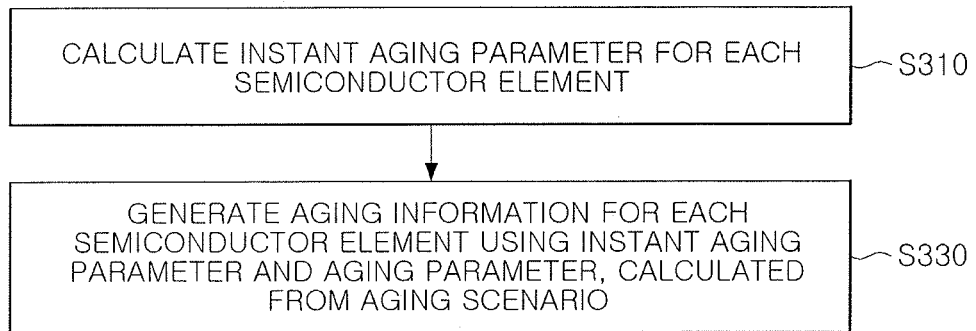 CALCULATE INSTANT AGING PARAMETER FOR EACH
SEMICONDUCTOR ELEMENT
S310
GENERATE AGING INFORMATION FOR EACH
SEMICONDUCTOR ELEMENT USING INSTANT AGING
PARAMETER AND AGING PARAMETER, CALCULATED
FROM AGING SCENARIO
S330